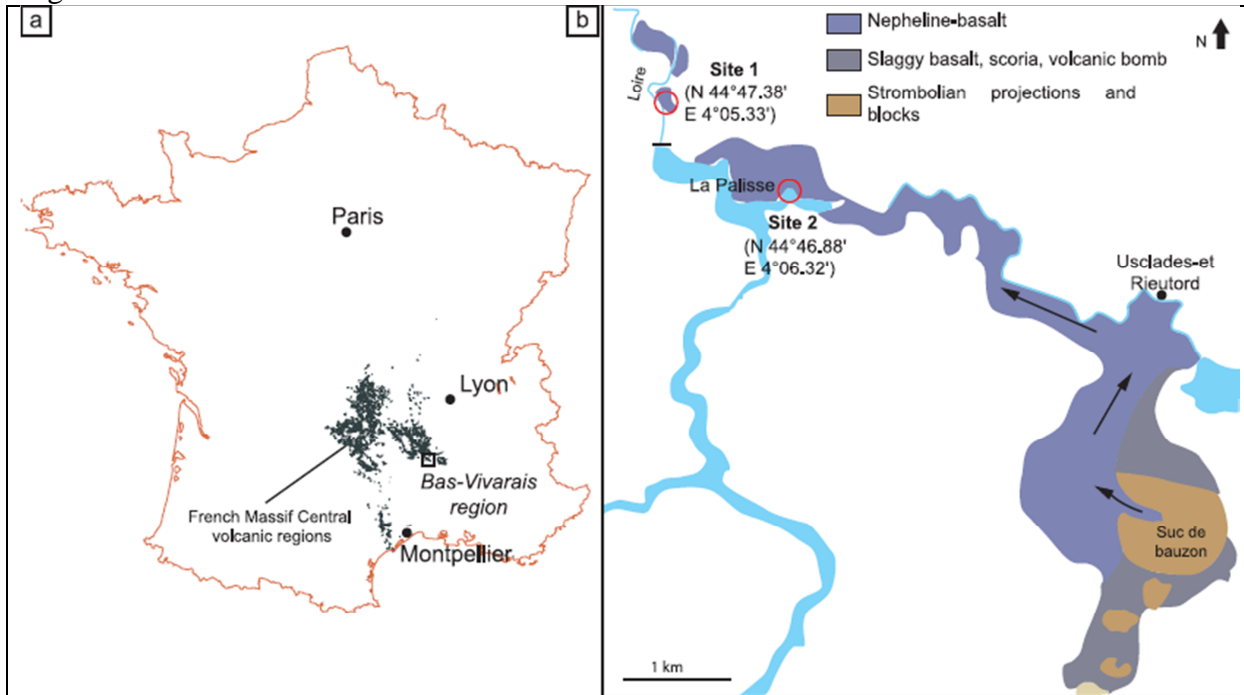 a
Paris
Lyon
Bas-Vivarais
region
French Massif Central
volcanic regions
Montpellier
b
Nepheline-basalt
Slaggy basalt, scoria, volcanic bomb
Strombolian projections and
blocks
N
Loire
Site 1
(N 44°47.38'
E 4°05.33')
La Palisse
Site 2
(N 44°46.88'
E 4°06.32')
Usclades-et
Rieutord
Suc de
bauzon
1 km